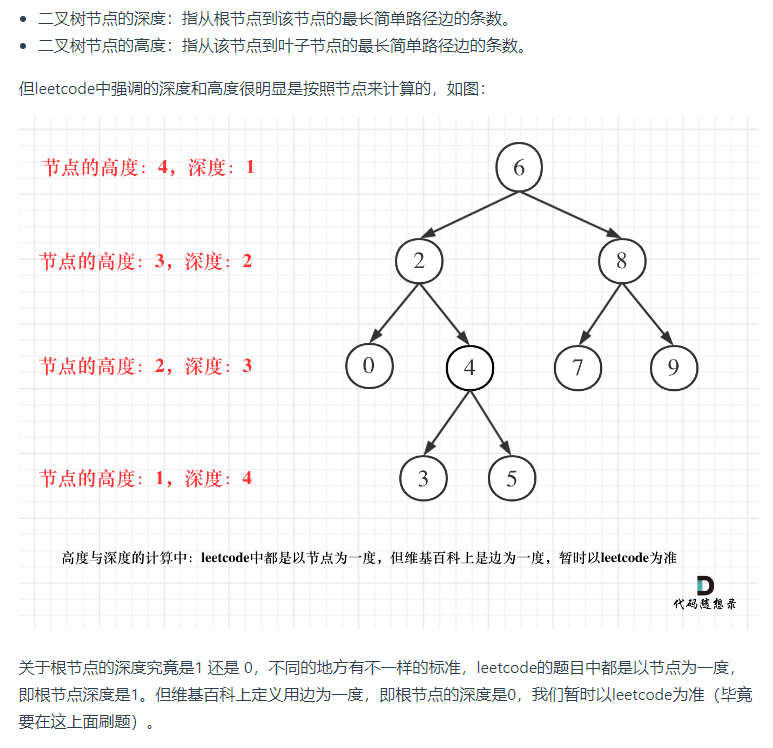 二叉树节点的深度：指从根节点到该节点的最长简单路径边的条数。
二叉树节点的高度：指从该节点到叶子节点的最长简单路径边的条数。
但leetcode中强调的深度和高度很明显是按照节点来计算的，如图：
节点的高度：4，深度：1
6
节点的高度：3，深度：2
2
8
节点的高度：2，深度：3
0
4
7
9
节点的高度：1，深度：4
3
5
高度与深度的计算中：leetcode中都是以节点为一度，但维基百科上是边为一度，暂时以leetcode为准
代码随想录
关于根节点的深度究竟是1 还是 0，不同的地方有不一样的标准，leetcode的题目中都是以节点为一度，
即根节点深度是1。但维基百科上定义用边为一度，即根节点的深度是0，我们暂时以leetcode为准（毕竟
要在这上面刷题）。